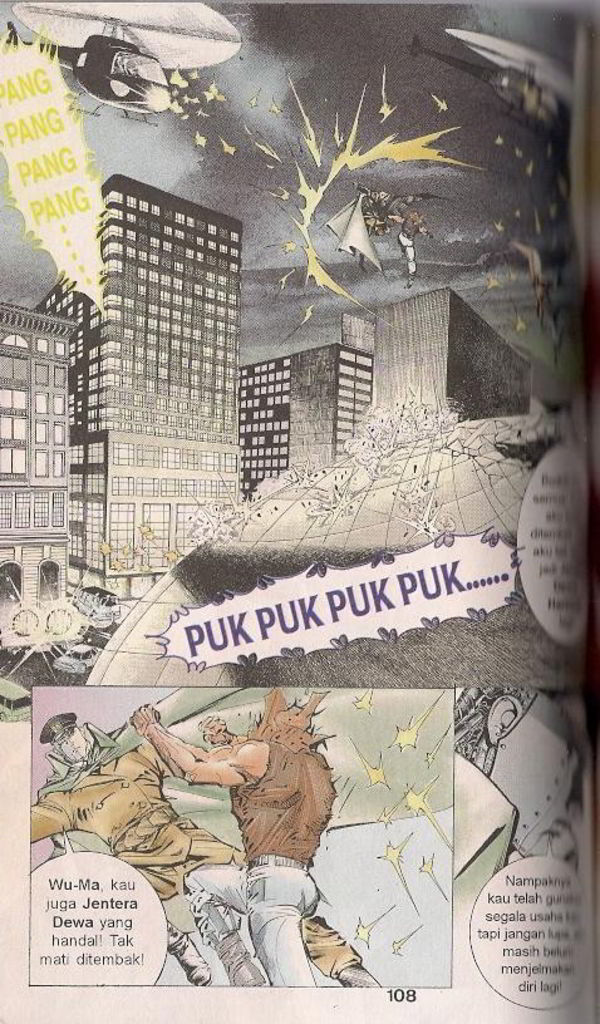 PANG
PANG
PANG
PANG
PUK PUK PUK PUK......
Wu-Ma, kau
juga Jentera
Dewa yang
handal! Tak
mati ditembak!
Nampaknya
kau telah
segala usaha
tapi jangan lupa
masih belum
menjelmakan
diri lagi!
108